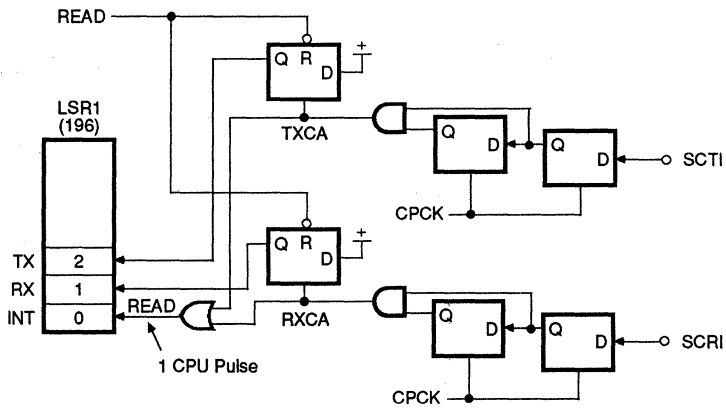 READ
Q R
D
+
LSR1
(196)
TXCA
Q D
Q D
SCTI
CPCK
Q R
D
+
TX 2
RX 1
INT 0
READ
RXCA
1 CPU Pulse
Q D
Q D
SCRI
CPCK